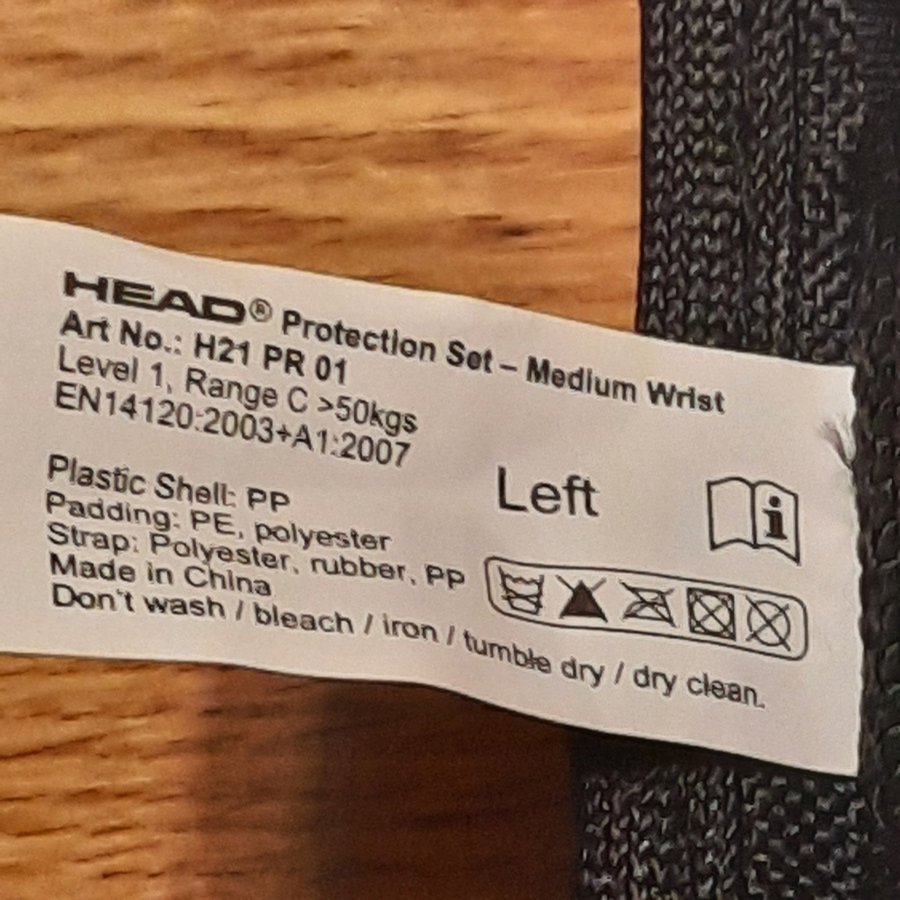 HEAD® Protection Set – Medium Wrist
Art No.: H21 PR 01
Level 1, Range C >50kgs
EN14120:2003+A1:2007
Left
Plastic Shell: PP
Padding: PE, polyester
Strap: Polyester, rubber, PP
Made in China
Don't wash / bleach / iron / tumble dry / dry clean.